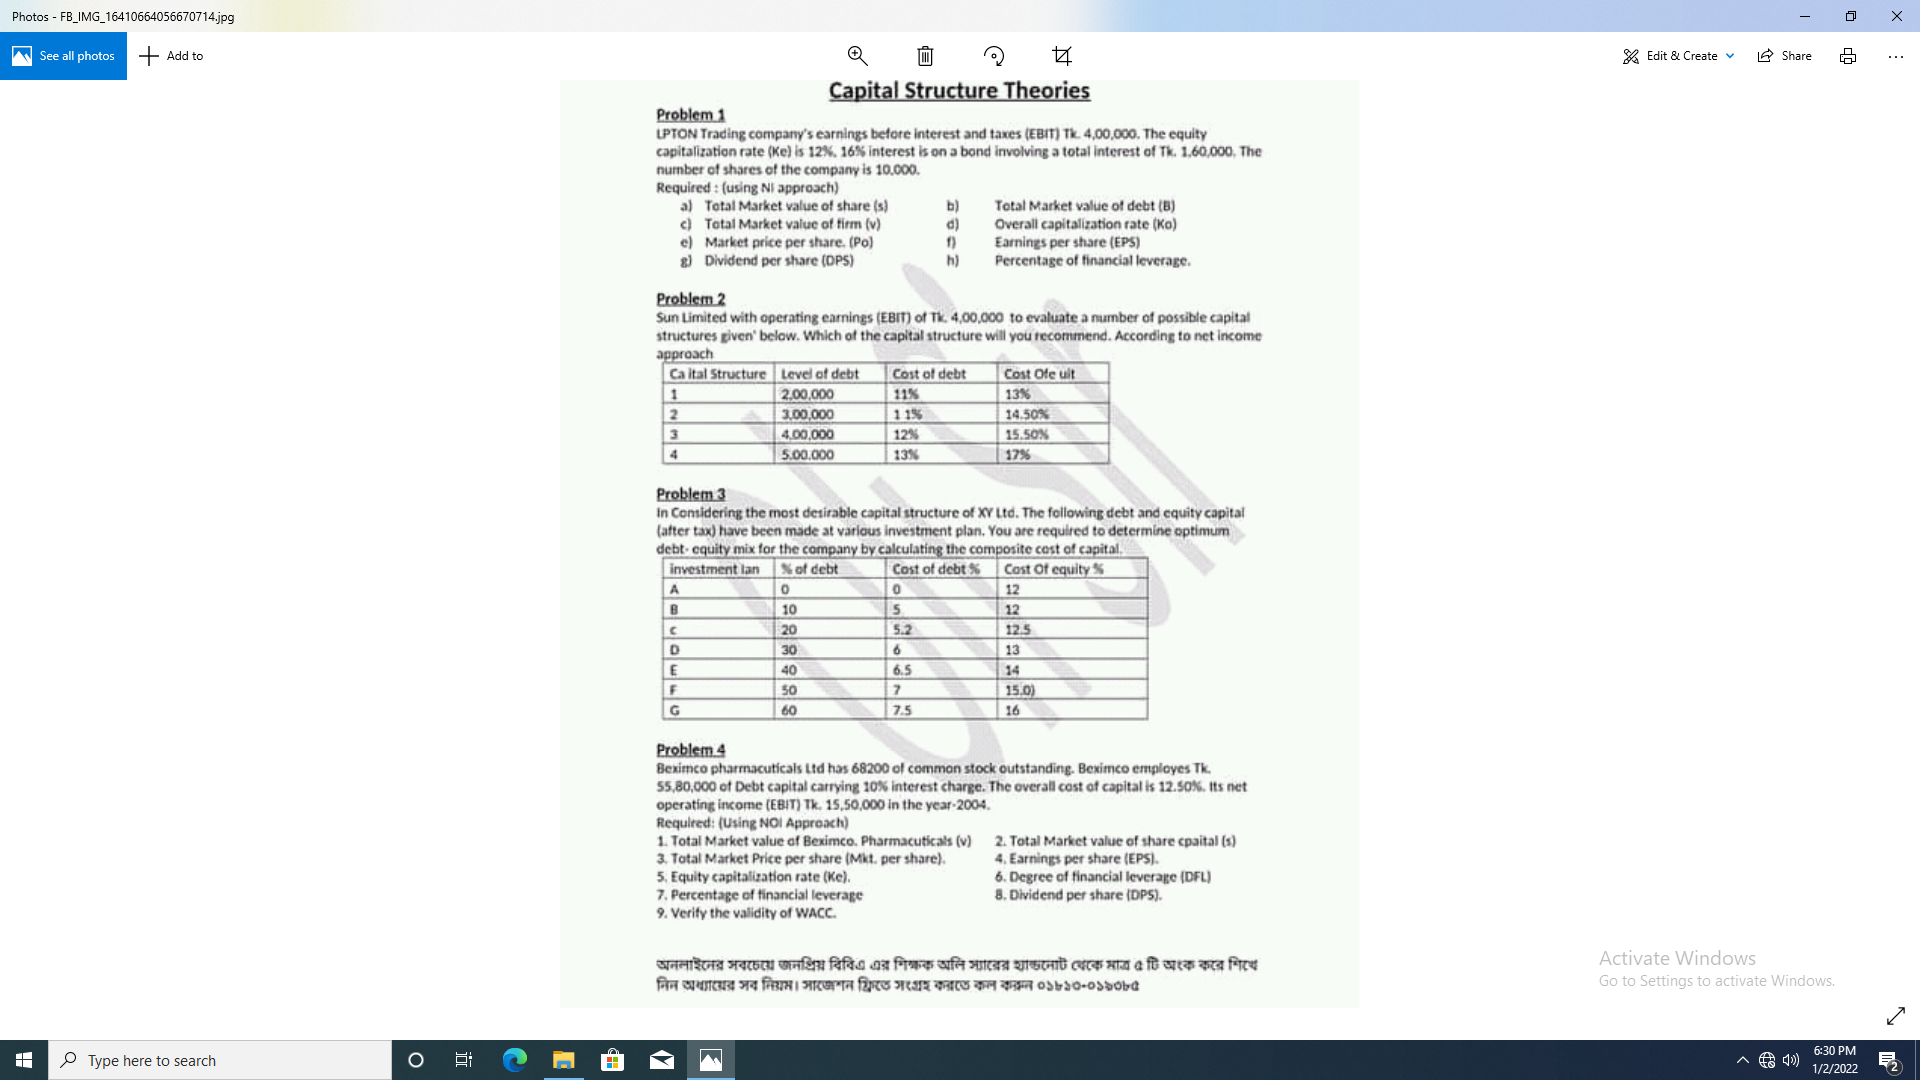 Photos - FB_IMG_16410664056670714.jpg
See all photos
Add to
Edit & Create
Share
Capital Structure Theories
Problem 1
LPTON Trading company's earnings before interest and taxes (EBIT) Tk. 4,00,000. The equity
capitalization rate (Ke) is 12%, 16% interest is on a bond involving a total interest of Tk. 1,60,000. The
number of shares of the company is 10,000.
Required : (using NI approach)
a) Total Market value of share (s) b) Total Market value of debt (B)
c) Total Market value of firm (v) d) Overall capitalization rate (Ko)
e) Market price per share. (Po) f) Earnings per share (EPS)
g) Dividend per share (DPS) h) Percentage of financial leverage.
Problem 2
Sun Limited with operating earnings (EBIT) of Tk. 4,00,000 to evaluate a number of possible capital
structures given' below. Which of the capital structure will you recommend. According to net income
approach
Ca ital Structure Level of debt Cost of debt Cost Ofe uit
1 2,00,000 11% 13%
2 3,00,000 1 1% 14.50%
3 4,00,000 12% 15.50%
4 5.00.000 13% 17%
Problem 3
In Considering the most desirable capital structure of XY Ltd. The following debt and equity capital
(after tax) have been made at various investment plan. You are required to determine optimum
debt- equity mix for the company by calculating the composite cost of capital.
investment lan % of debt Cost of debt % Cost Of equity %
A 0 0 12
B 10 5 12
c 20 5.2 12.5
D 30 6 13
E 40 6.5 14
F 50 7 15.0)
G 60 7.5 16
Problem 4
Beximco pharmacuticals Ltd has 68200 of common stock outstanding. Beximco employes Tk.
55,80,000 of Debt capital carrying 10% interest charge. The overall cost of capital is 12.50%. Its net
operating income (EBIT) Tk. 15,50,000 in the year-2004.
Required: (Using NOI Approach)
1. Total Market value of Beximco. Pharmacuticals (v) 2. Total Market value of share cpaital (s)
3. Total Market Price per share (Mkt. per share). 4. Earnings per share (EPS).
5. Equity capitalization rate (Ke). 6. Degree of financial leverage (DFL)
7. Percentage of financial leverage 8. Dividend per share (DPS).
9. Verify the validity of WACC.
অনলাইনের সবচেয়ে জনপ্রিয় বিবিএ এর শিক্ষক অলি স্যারের হ্যান্ডনোট থেকে মাত্র ৫ টি অংক করে শিখে
নিন অধ্যায়ের সব নিয়ম। সাজেশন ফ্রিতে সংগ্রহ করতে কল করুন ০১৮১৩-০১৯৩৮৫
Activate Windows
Go to Settings to activate Windows.
Type here to search
6:30 PM
1/2/2022
2